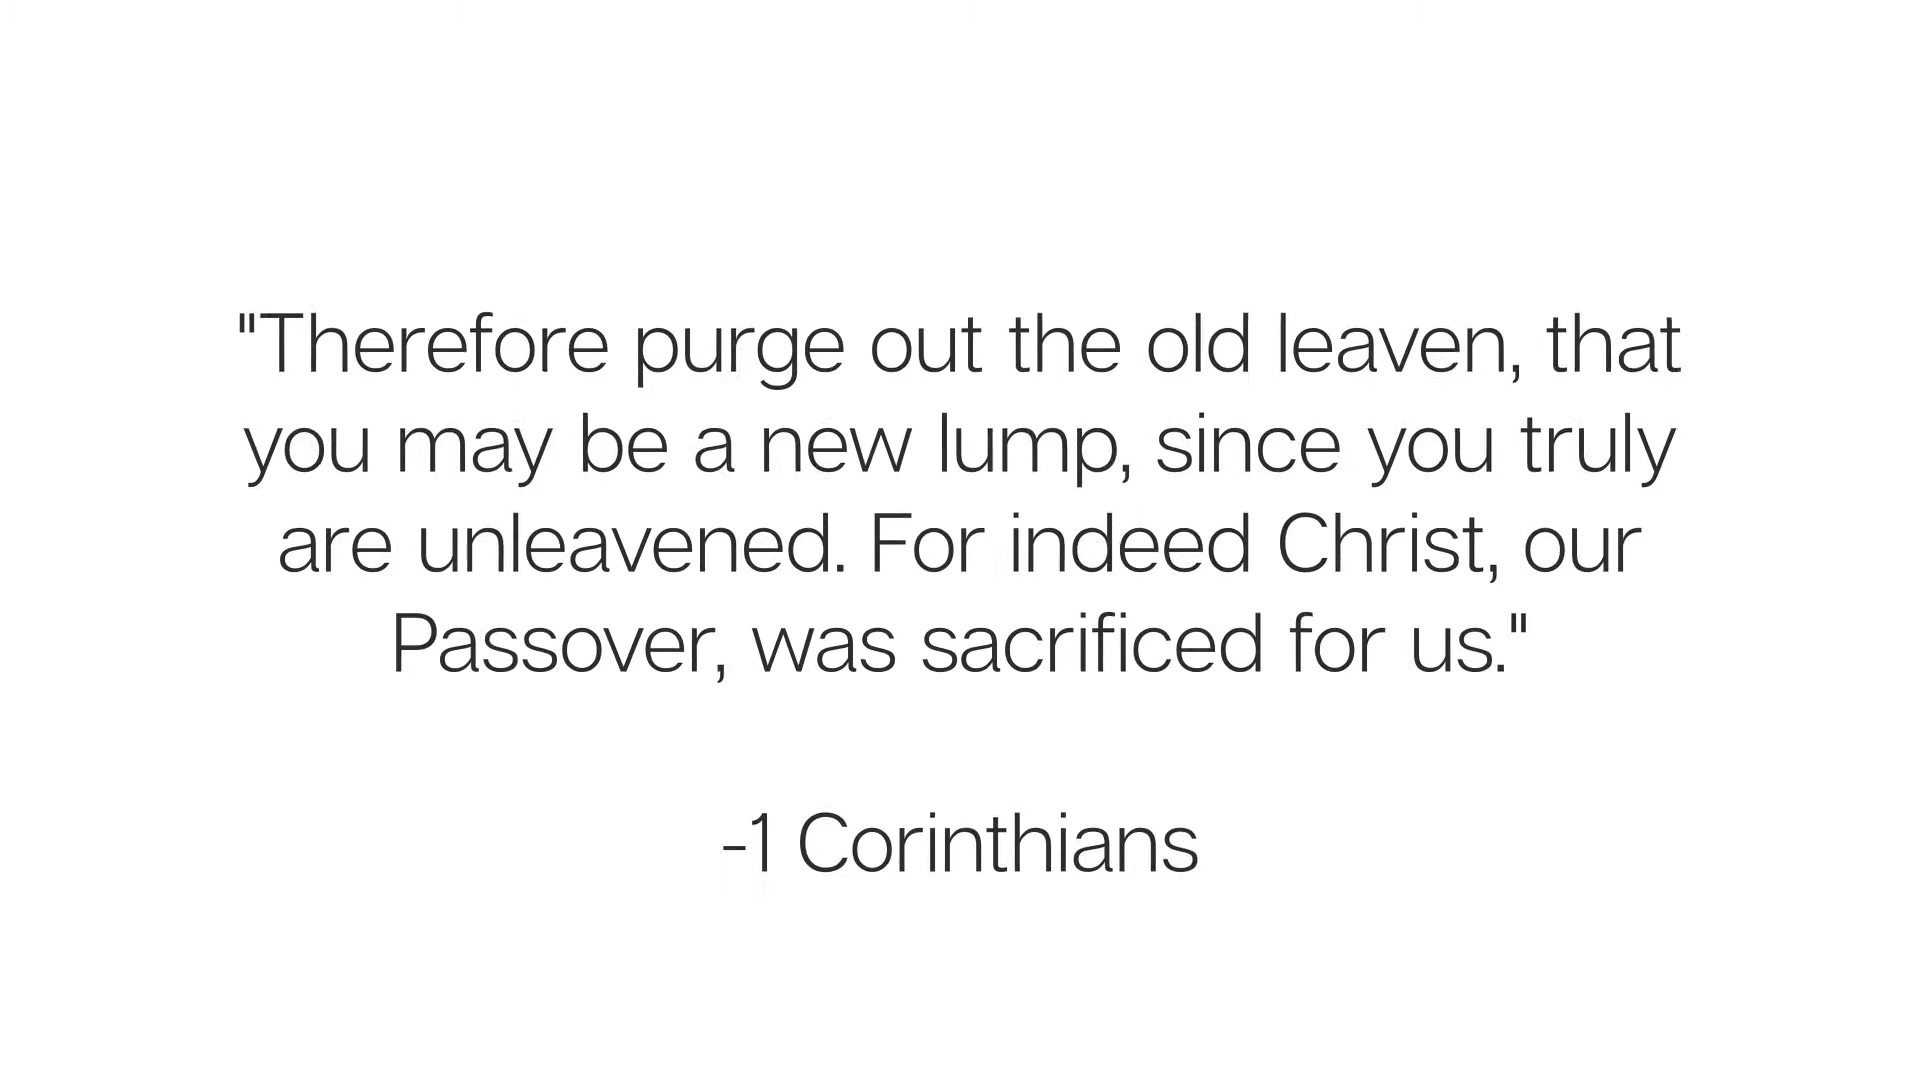 "Therefore purge out the old leaven, that
you may be a new lump, since you truly
are unleavened. For indeed Christ, our
Passover, was sacrificed for us."
-1 Corinthians